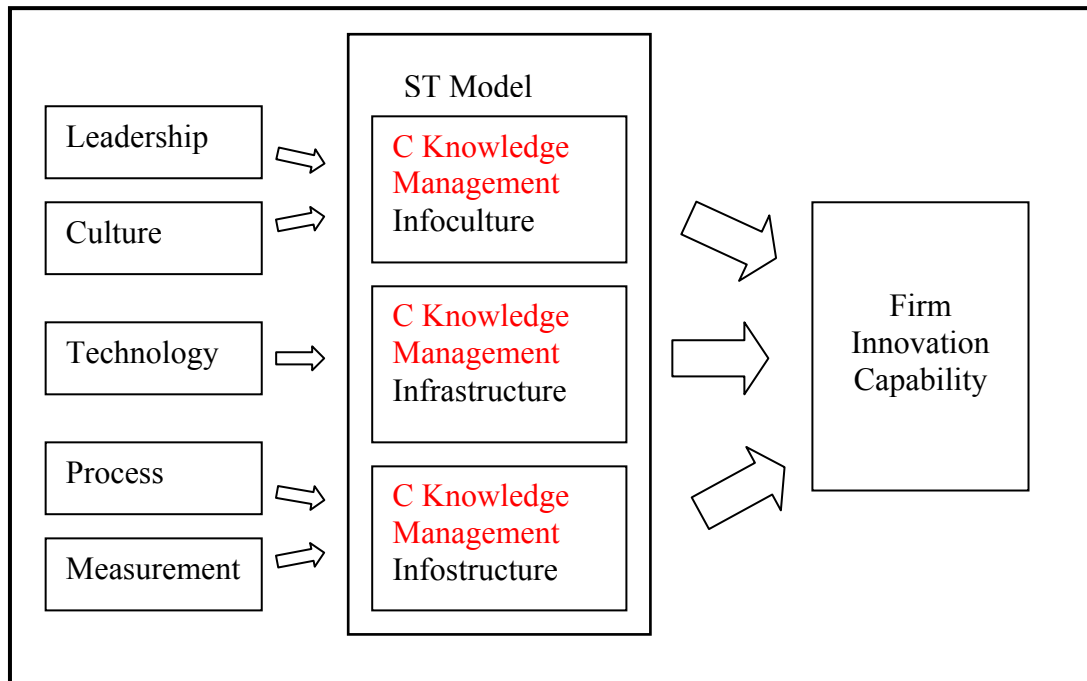 Leadership
Culture
Technology
Process
Measurement
ST Model
C Knowledge
Management
Infoculture
C Knowledge
Management
Infrastructure
C Knowledge
Management
Infostructure
Firm
Innovation
Capability